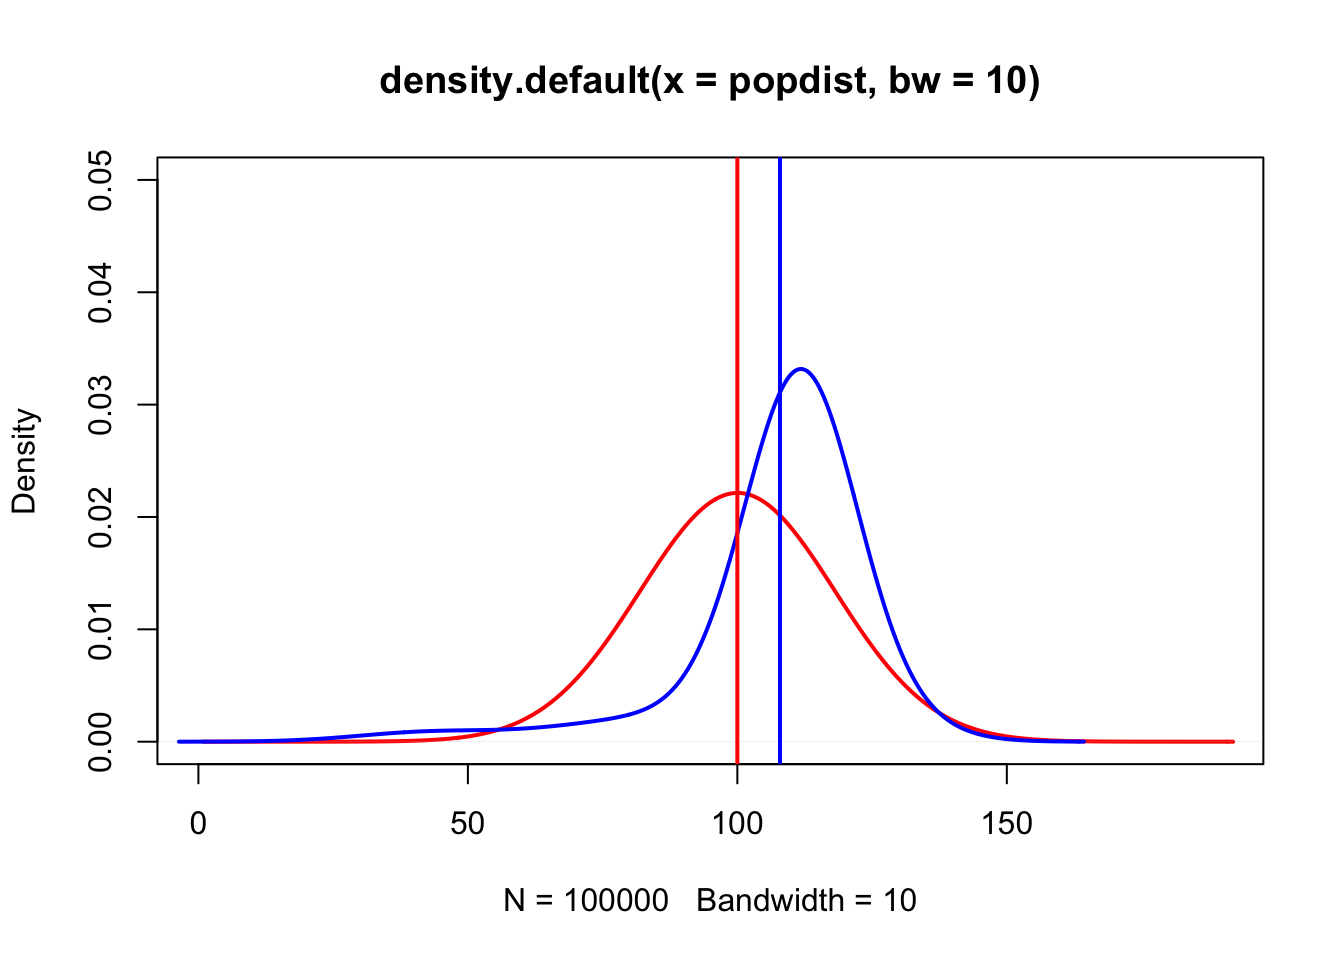 density.default(x = popdist, bw = 10)
Density
0.05
0.04
0.03
0.02
0.01
0.00
0 50 100 150
N = 100000 Bandwidth = 10